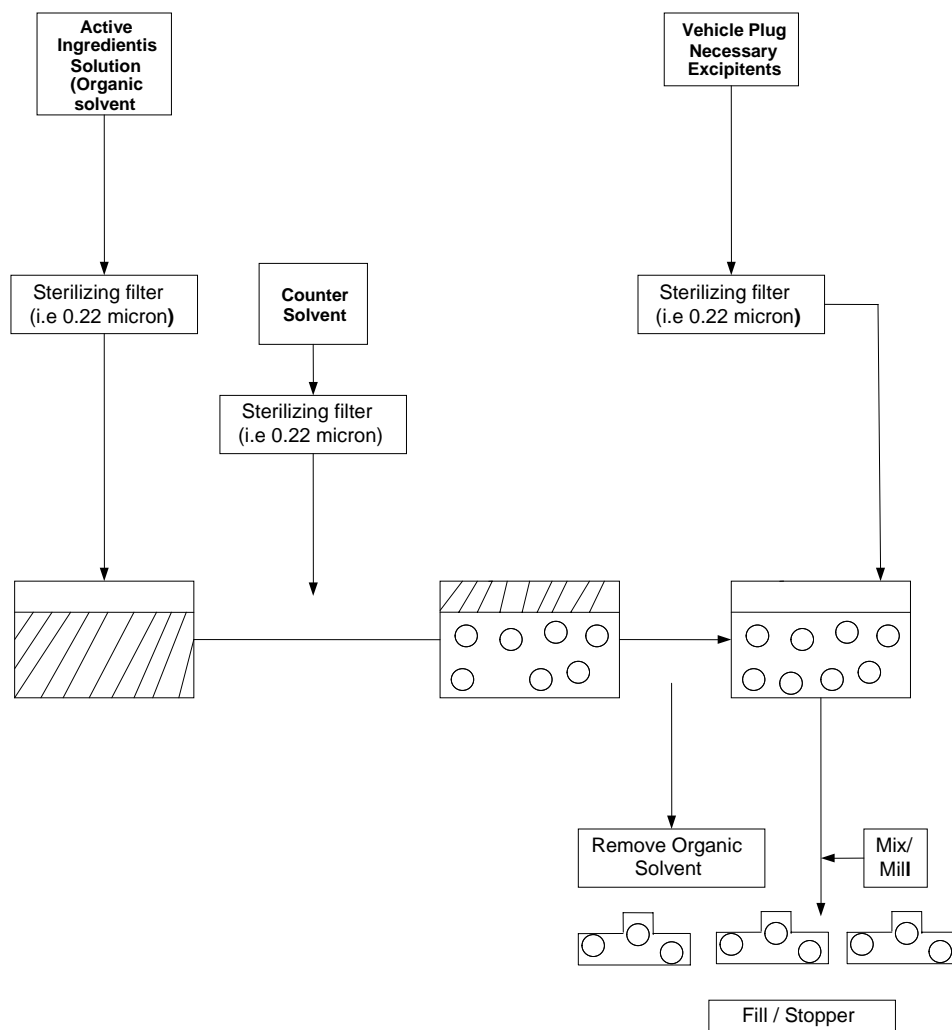 Active
Ingredientis
Solution
(Organic
solvent
Vehicle Plug
Necessary
Excipitents
Sterilizing filter
(i.e 0.22 micron)
Counter
Solvent
Sterilizing filter
(i.e 0.22 micron)
Sterilizing filter
(i.e 0.22 micron)
Remove Organic
Solvent
Mix/
Mill
Fill / Stopper